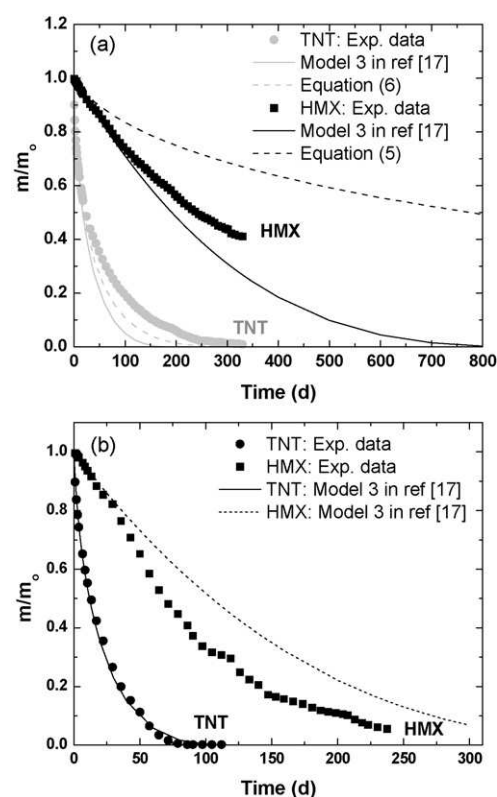 (a)
TNT: Exp. data
Model 3 in ref [17]
Equation (6)
HMX: Exp. data
Model 3 in ref [17]
Equation (5)
1.0
0.8
0.6
0.4
0.2
0.0
m/mₒ
HMX
TNT
0 100 200 300 400 500 600 700 800
Time (d)
(b)
TNT: Exp. data
HMX: Exp. data
TNT: Model 3 in ref [17]
HMX: Model 3 in ref [17]
1.0
0.8
0.6
0.4
0.2
0.0
m/mₒ
TNT
HMX
0 50 100 150 200 250 300
Time (d)